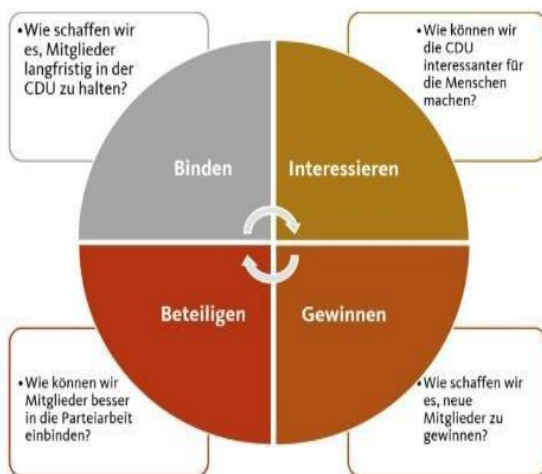 • Wie schaffen wir
es, Mitglieder
langfristig in der
CDU zu halten?
• Wie können wir
die CDU
interessanter für
die Menschen
machen?
Binden
Interessieren
Beteiligen
Gewinnen
• Wie können wir
Mitglieder besser
in die Parteiarbeit
einbinden?
• Wie schaffen wir
es, neue
Mitglieder zu
gewinnen?